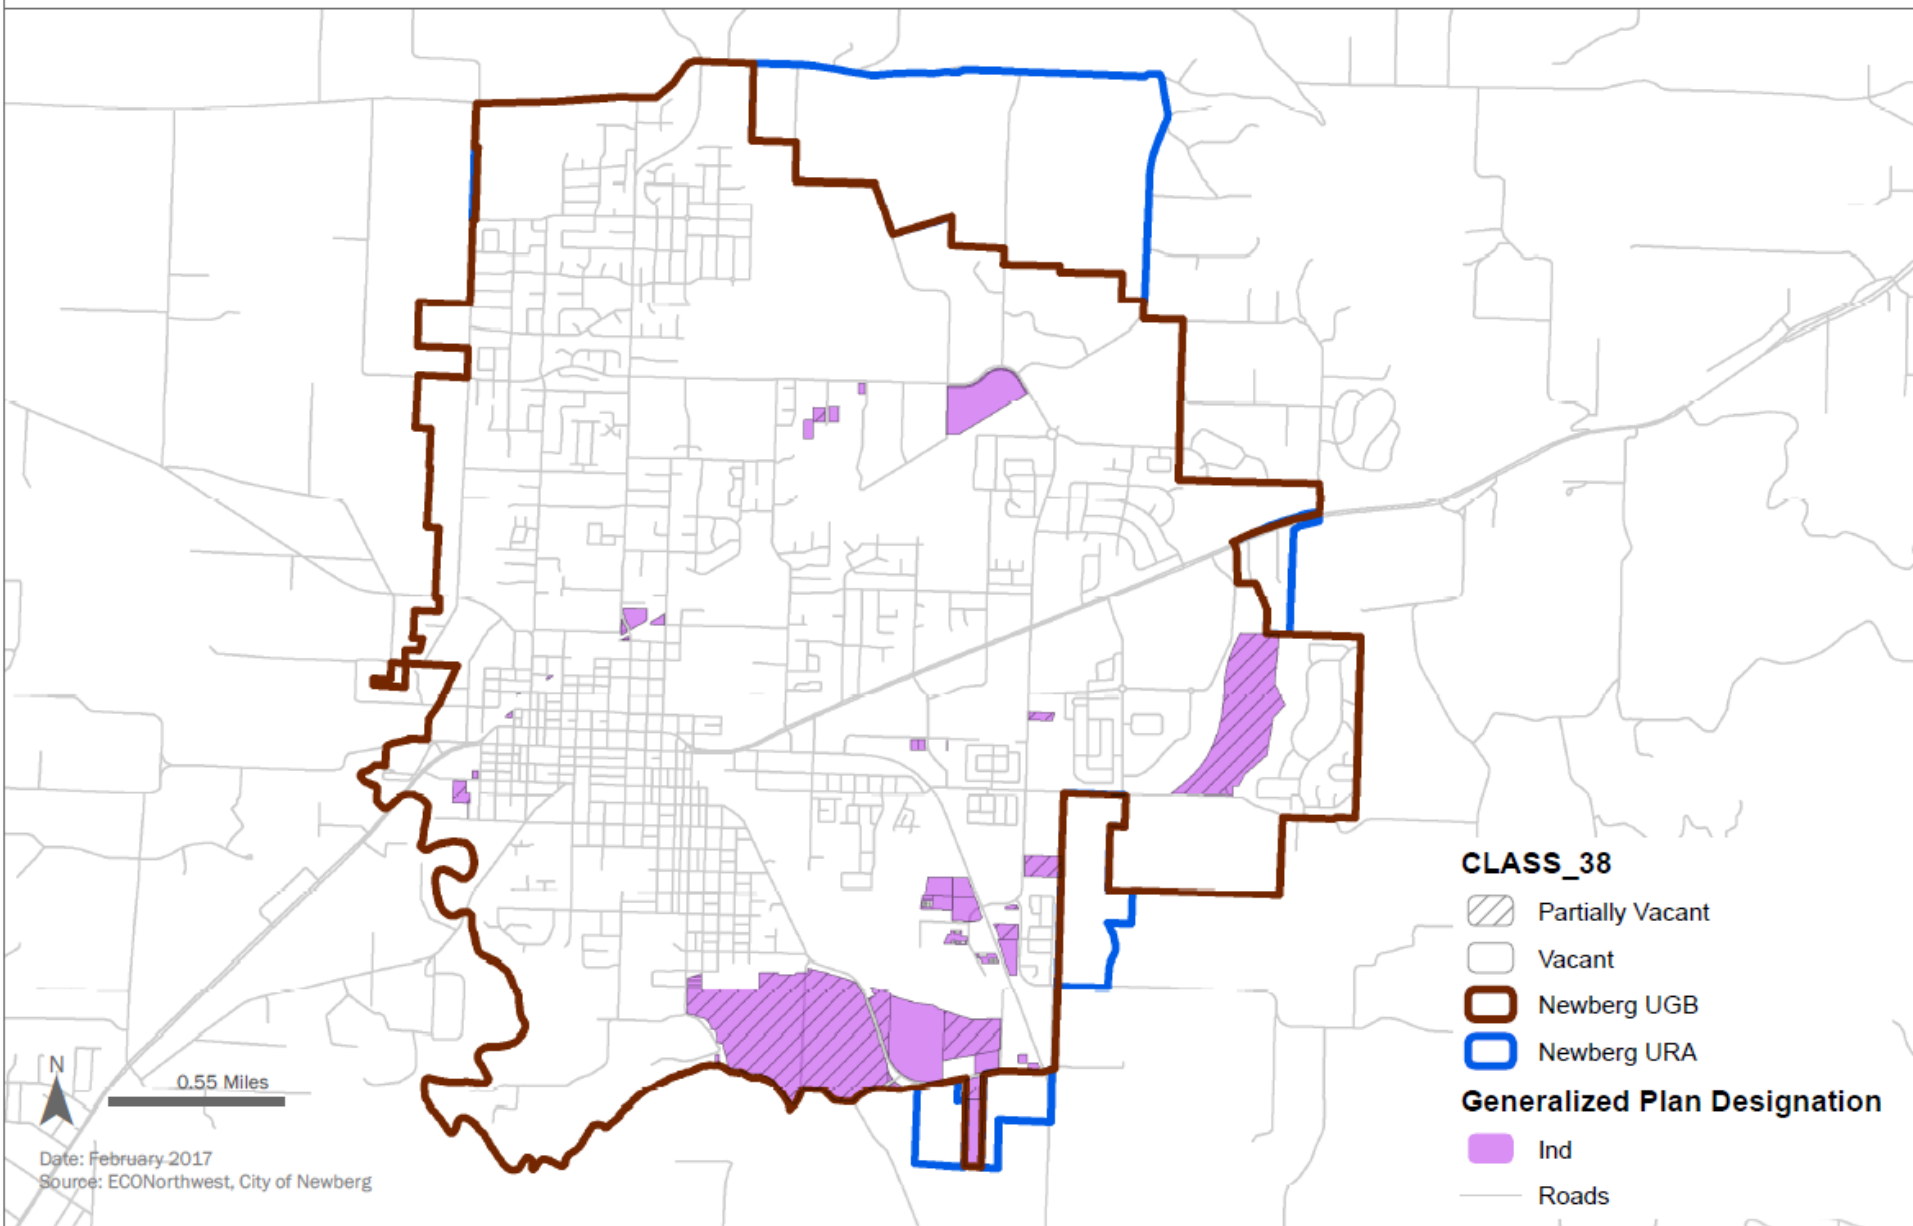 CLASS_38
Partially Vacant
Vacant
Newberg UGB
Newberg URA
Generalized Plan Designation
Ind
Roads
N
0.55 Miles
Date: February 2017
Source: ECONorthwest, City of Newberg